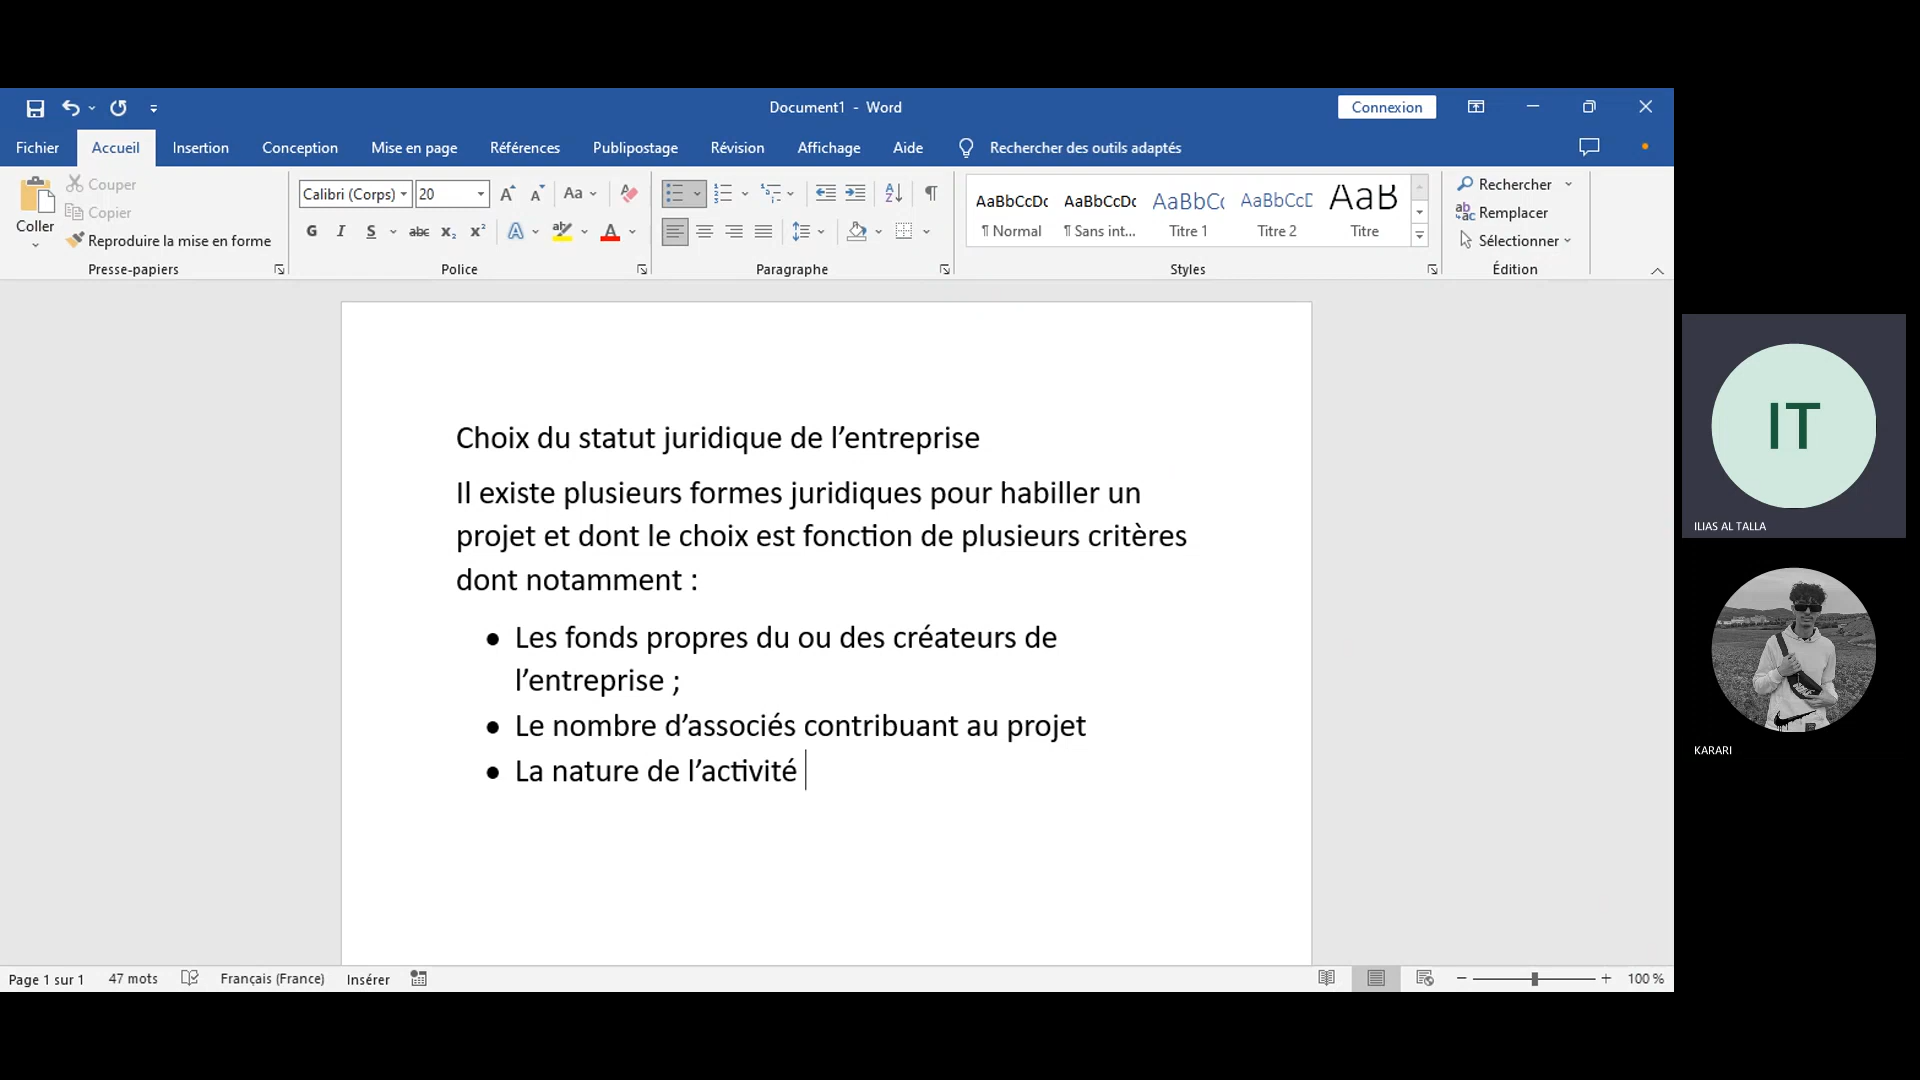 Document1 - Word
Connexion
Fichier Accueil Insertion Conception Mise en page Références Publipostage Révision Affichage Aide Rechercher des outils adaptés
Coller
Couper
Copier
Reproduire la mise en forme
Presse-papiers
Calibri (Corps) 20
G I S abc x₂ x²
Police
Paragraphe
AaBbCcDc AaBbCcDc AaBbCc AaBbCcD AaB
¶ Normal ¶ Sans int... Titre 1 Titre 2 Titre
Styles
Rechercher
Remplacer
Sélectionner
Édition
Choix du statut juridique de l’entreprise
Il existe plusieurs formes juridiques pour habiller un
projet et dont le choix est fonction de plusieurs critères
dont notamment :
• Les fonds propres du ou des créateurs de
l’entreprise ;
• Le nombre d’associés contribuant au projet
• La nature de l’activité
IT
ILIAS AL TALLA
KARARI
Page 1 sur 1 47 mots Français (France) Insérer 100 %